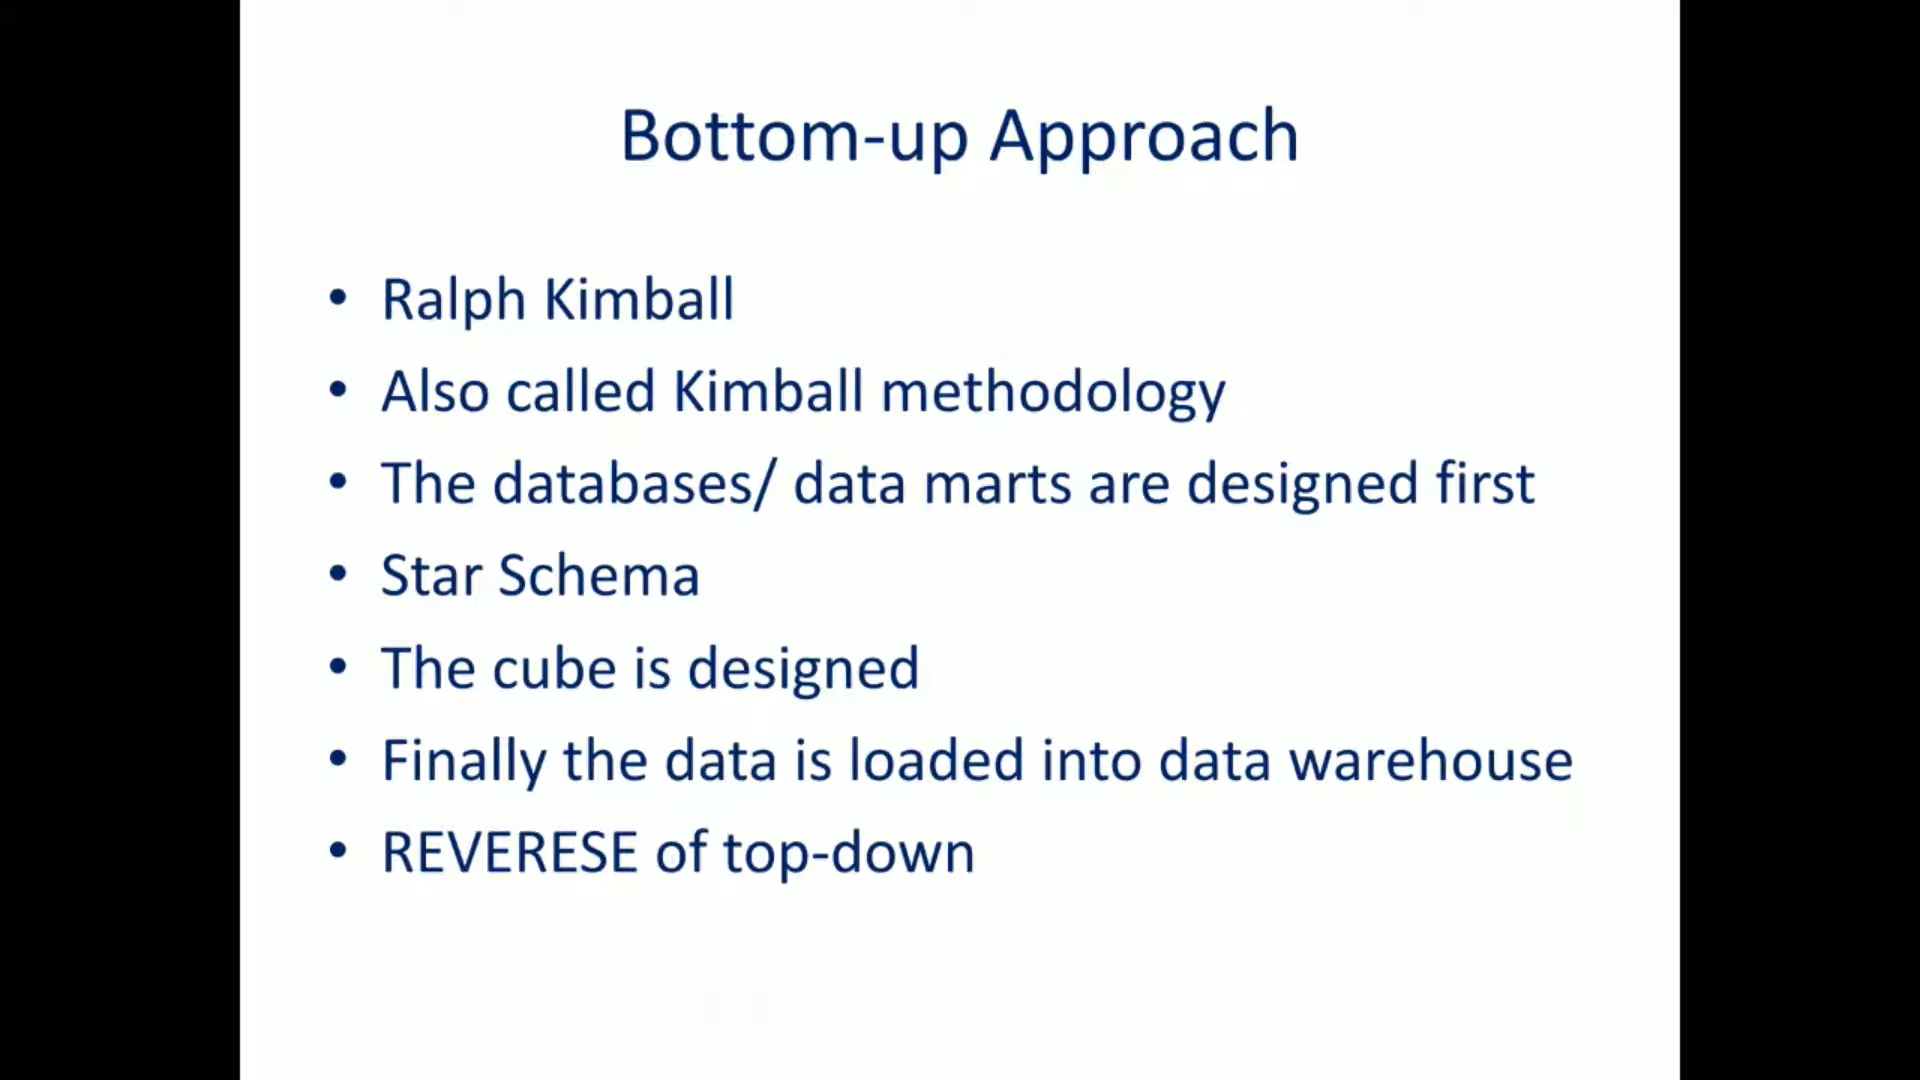 Bottom-up Approach
• Ralph Kimball
• Also called Kimball methodology
• The databases/ data marts are designed first
• Star Schema
• The cube is designed
• Finally the data is loaded into data warehouse
• REVERESE of top-down